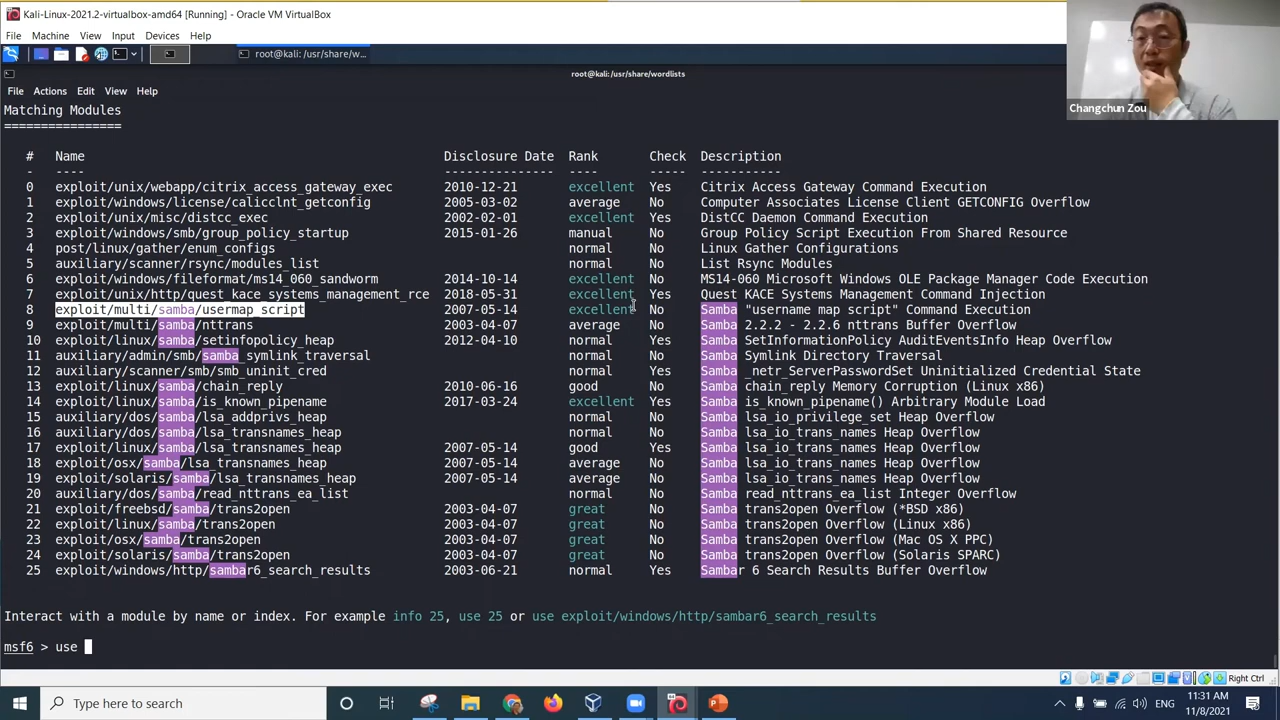 Kali-Linux-2021.2-virtualbox-amd64 [Running] - Oracle VM VirtualBox
File Machine View Input Devices Help
root@kali: /usr/share/w...
root@kali: /usr/share/wordlists
File Actions Edit View Help
Changchun Zou
Matching Modules
================
# Name Disclosure Date Rank Check Description
- ---- --------------- ---- ----- -----------
0 exploit/unix/webapp/citrix_access_gateway_exec 2010-12-21 excellent Yes Citrix Access Gateway Command Execution
1 exploit/windows/license/calicclnt_getconfig 2005-03-02 average No Computer Associates License Client GETCONFIG Overflow
2 exploit/unix/misc/distcc_exec 2002-02-01 excellent Yes DistCC Daemon Command Execution
3 exploit/windows/smb/group_policy_startup 2015-01-26 manual No Group Policy Script Execution From Shared Resource
4 post/linux/gather/enum_configs normal No Linux Gather Configurations
5 auxiliary/scanner/rsync/modules_list normal No List Rsync Modules
6 exploit/windows/fileformat/ms14_060_sandworm 2014-10-14 excellent No MS14-060 Microsoft Windows OLE Package Manager Code Execution
7 exploit/unix/http/quest_kace_systems_management_rce 2018-05-31 excellent Yes Quest KACE Systems Management Command Injection
8 exploit/multi/samba/usermap_script 2007-05-14 excellent No Samba "username map script" Command Execution
9 exploit/multi/samba/nttrans 2003-04-07 average No Samba 2.2.2 - 2.2.6 nttrans Buffer Overflow
10 exploit/linux/samba/setinfopolicy_heap 2012-04-10 normal Yes Samba SetInformationPolicy AuditEventsInfo Heap Overflow
11 auxiliary/admin/smb/samba_symlink_traversal normal No Samba Symlink Directory Traversal
12 auxiliary/scanner/smb/smb_uninit_cred normal Yes Samba _netr_ServerPasswordSet Uninitialized Credential State
13 exploit/linux/samba/chain_reply 2010-06-16 good No Samba chain_reply Memory Corruption (Linux x86)
14 exploit/linux/samba/is_known_pipename 2017-03-24 excellent Yes Samba is_known_pipename() Arbitrary Module Load
15 auxiliary/dos/samba/lsa_addprivs_heap normal No Samba lsa_io_privilege_set Heap Overflow
16 auxiliary/dos/samba/lsa_transnames_heap normal No Samba lsa_io_trans_names Heap Overflow
17 exploit/linux/samba/lsa_transnames_heap 2007-05-14 good Yes Samba lsa_io_trans_names Heap Overflow
18 exploit/osx/samba/lsa_transnames_heap 2007-05-14 average No Samba lsa_io_trans_names Heap Overflow
19 exploit/solaris/samba/lsa_transnames_heap 2007-05-14 average No Samba lsa_io_trans_names Heap Overflow
20 auxiliary/dos/samba/read_nttrans_ea_list normal No Samba read_nttrans_ea_list Integer Overflow
21 exploit/freebsd/samba/trans2open 2003-04-07 great No Samba trans2open Overflow (*BSD x86)
22 exploit/linux/samba/trans2open 2003-04-07 great No Samba trans2open Overflow (Linux x86)
23 exploit/osx/samba/trans2open 2003-04-07 great No Samba trans2open Overflow (Mac OS X PPC)
24 exploit/solaris/samba/trans2open 2003-04-07 great No Samba trans2open Overflow (Solaris SPARC)
25 exploit/windows/http/sambar6_search_results 2003-06-21 normal Yes Sambar 6 Search Results Buffer Overflow
Interact with a module by name or index. For example info 25, use 25 or use exploit/windows/http/sambar6_search_results
msf6 > use
Right Ctrl
Type here to search
ENG
11:31 AM
11/8/2021